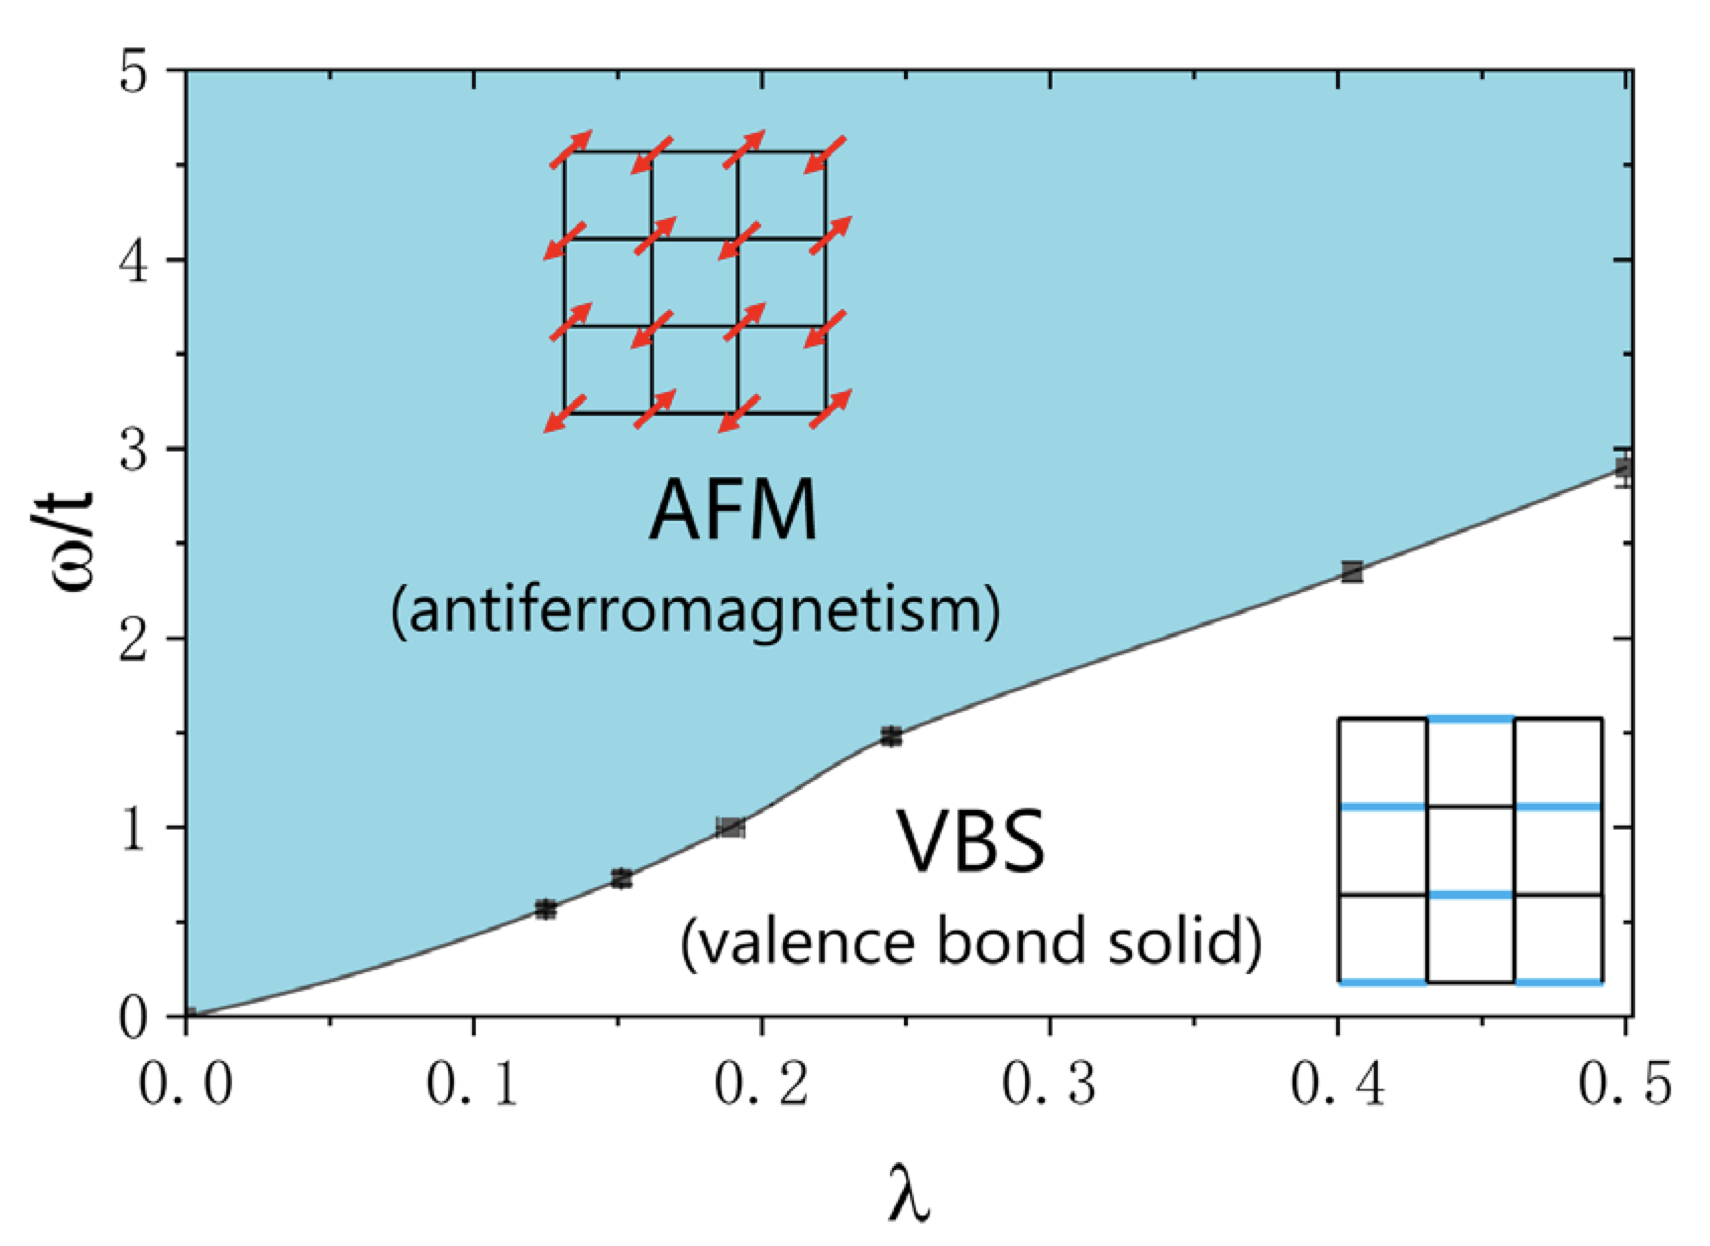 5
4
3
2
1
0
ω/t
AFM
(antiferromagnetism)
VBS
(valence bond solid)
0.0 0.1 0.2 0.3 0.4 0.5
λ